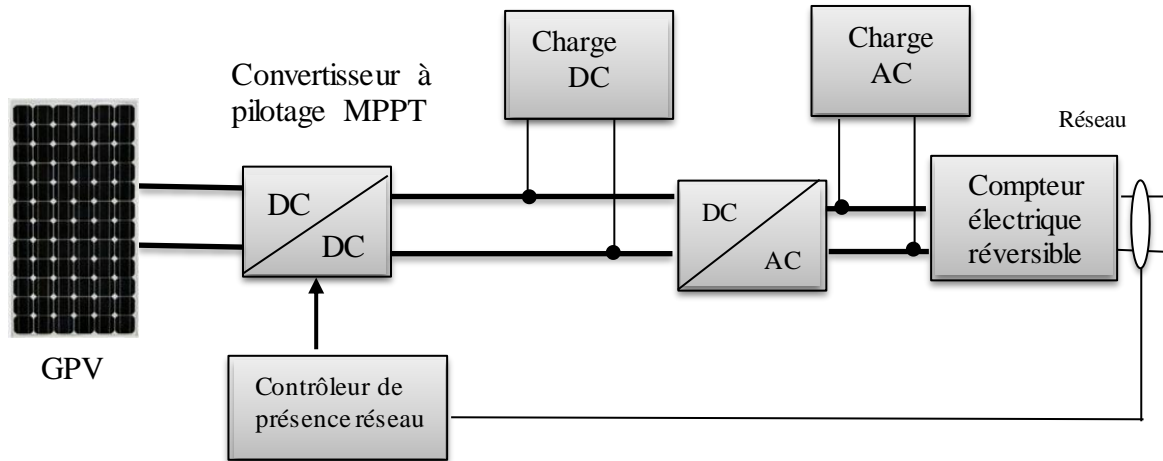 Charge
DC
Charge
AC
Convertisseur à
pilotage MPPT
Réseau
DC
DC
DC
AC
Compteur
électrique
réversible
GPV
Contrôleur de
présence réseau